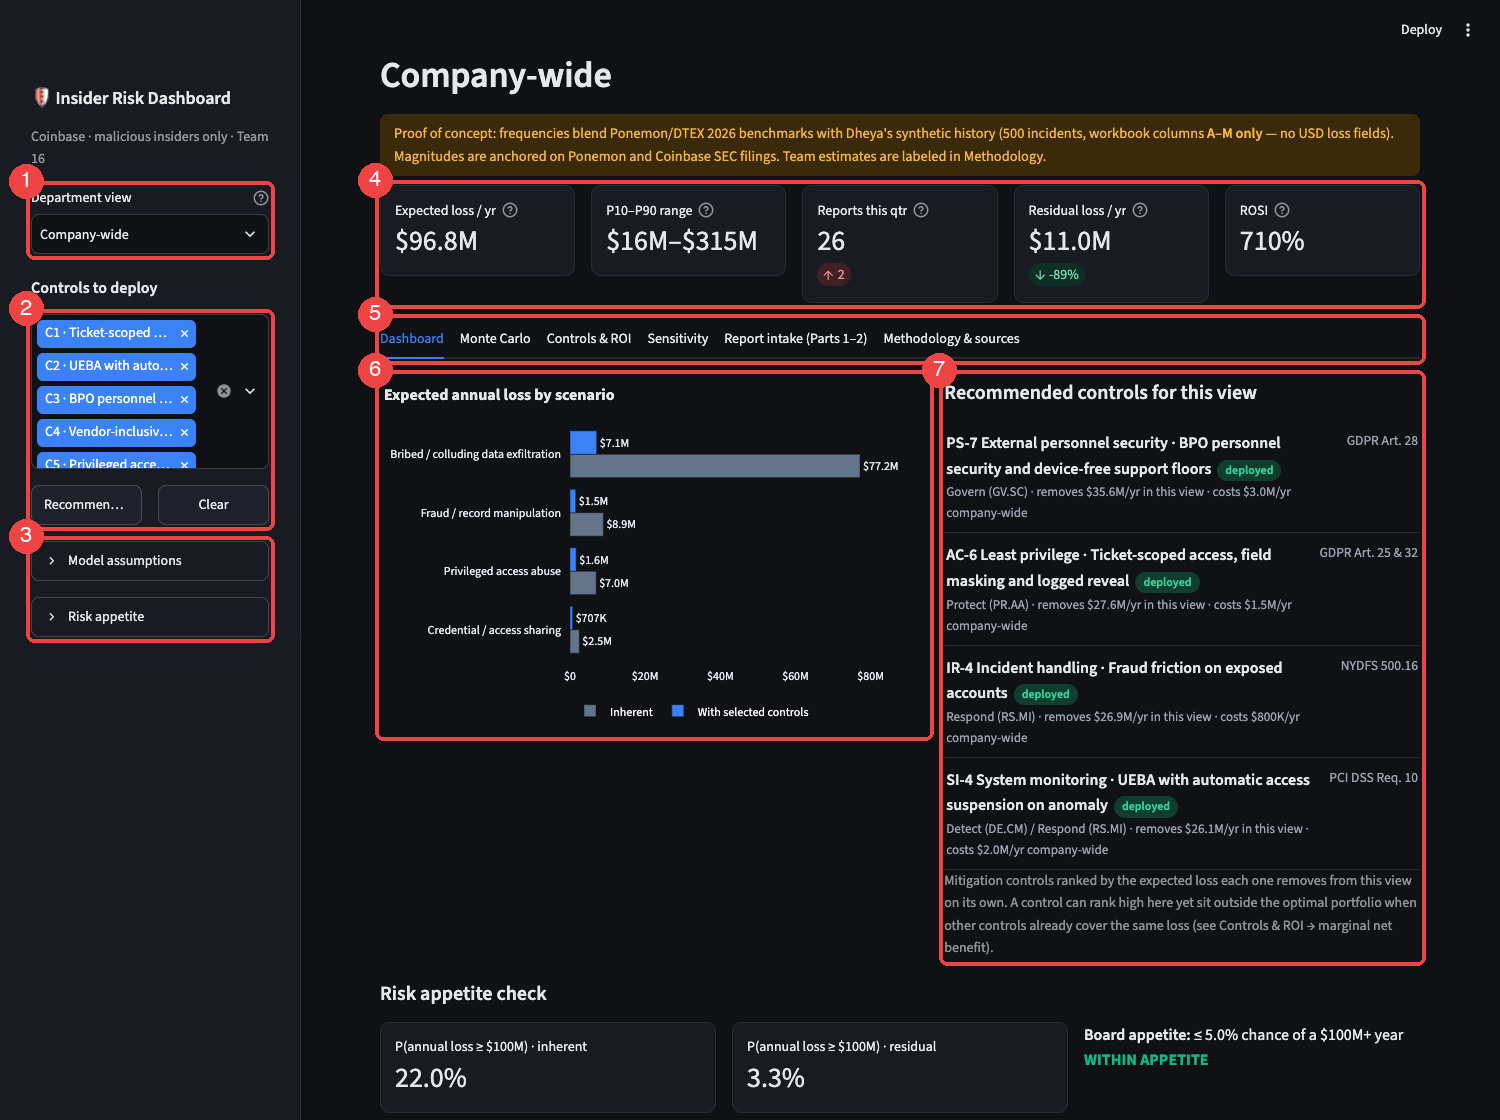 Deploy
Insider Risk Dashboard
Coinbase · malicious insiders only · Team
16
1
Department view
Company-wide
Controls to deploy
2
C1 · Ticket-scoped ...
C2 · UEBA with auto...
C3 · BPO personnel ...
C4 · Vendor-inclusiv...
C5 · Privileged acce...
Recommen...
Clear
3
Model assumptions
Risk appetite
Company-wide
Proof of concept: frequencies blend Ponemon/DTEX 2026 benchmarks with Dheya's synthetic history (500 incidents, workbook columns A–M only — no USD loss fields).
Magnitudes are anchored on Ponemon and Coinbase SEC filings. Team estimates are labeled in Methodology.
4
Expected loss / yr
$96.8M
P10–P90 range
$16M–$315M
Reports this qtr
26
↑ 2
Residual loss / yr
$11.0M
↓ -89%
ROSI
710%
5
Dashboard
Monte Carlo
Controls & ROI
Sensitivity
Report intake (Parts 1–2)
Methodology & sources
6
Expected annual loss by scenario
Bribed / colluding data exfiltration
$7.1M
$77.2M
Fraud / record manipulation
$1.5M
$8.9M
Privileged access abuse
$1.6M
$7.0M
Credential / access sharing
$707K
$2.5M
$0 $20M $40M $60M $80M
Inherent
With selected controls
7
Recommended controls for this view
PS-7 External personnel security · BPO personnel
security and device-free support floors deployed
GDPR Art. 28
Govern (GV.SC) · removes $35.6M/yr in this view · costs $3.0M/yr
company-wide
AC-6 Least privilege · Ticket-scoped access, field
masking and logged reveal deployed
GDPR Art. 25 & 32
Protect (PR.AA) · removes $27.6M/yr in this view · costs $1.5M/yr
company-wide
IR-4 Incident handling · Fraud friction on exposed
accounts deployed
NYDFS 500.16
Respond (RS.MI) · removes $26.9M/yr in this view · costs $800K/yr
company-wide
SI-4 System monitoring · UEBA with automatic access
suspension on anomaly deployed
PCI DSS Req. 10
Detect (DE.CM) / Respond (RS.MI) · removes $26.1M/yr in this view ·
costs $2.0M/yr company-wide
Mitigation controls ranked by the expected loss each one removes from this view
on its own. A control can rank high here yet sit outside the optimal portfolio when
other controls already cover the same loss (see Controls & ROI → marginal net
benefit).
Risk appetite check
P(annual loss ≥ $100M) · inherent
22.0%
P(annual loss ≥ $100M) · residual
3.3%
Board appetite: ≤ 5.0% chance of a $100M+ year
WITHIN APPETITE